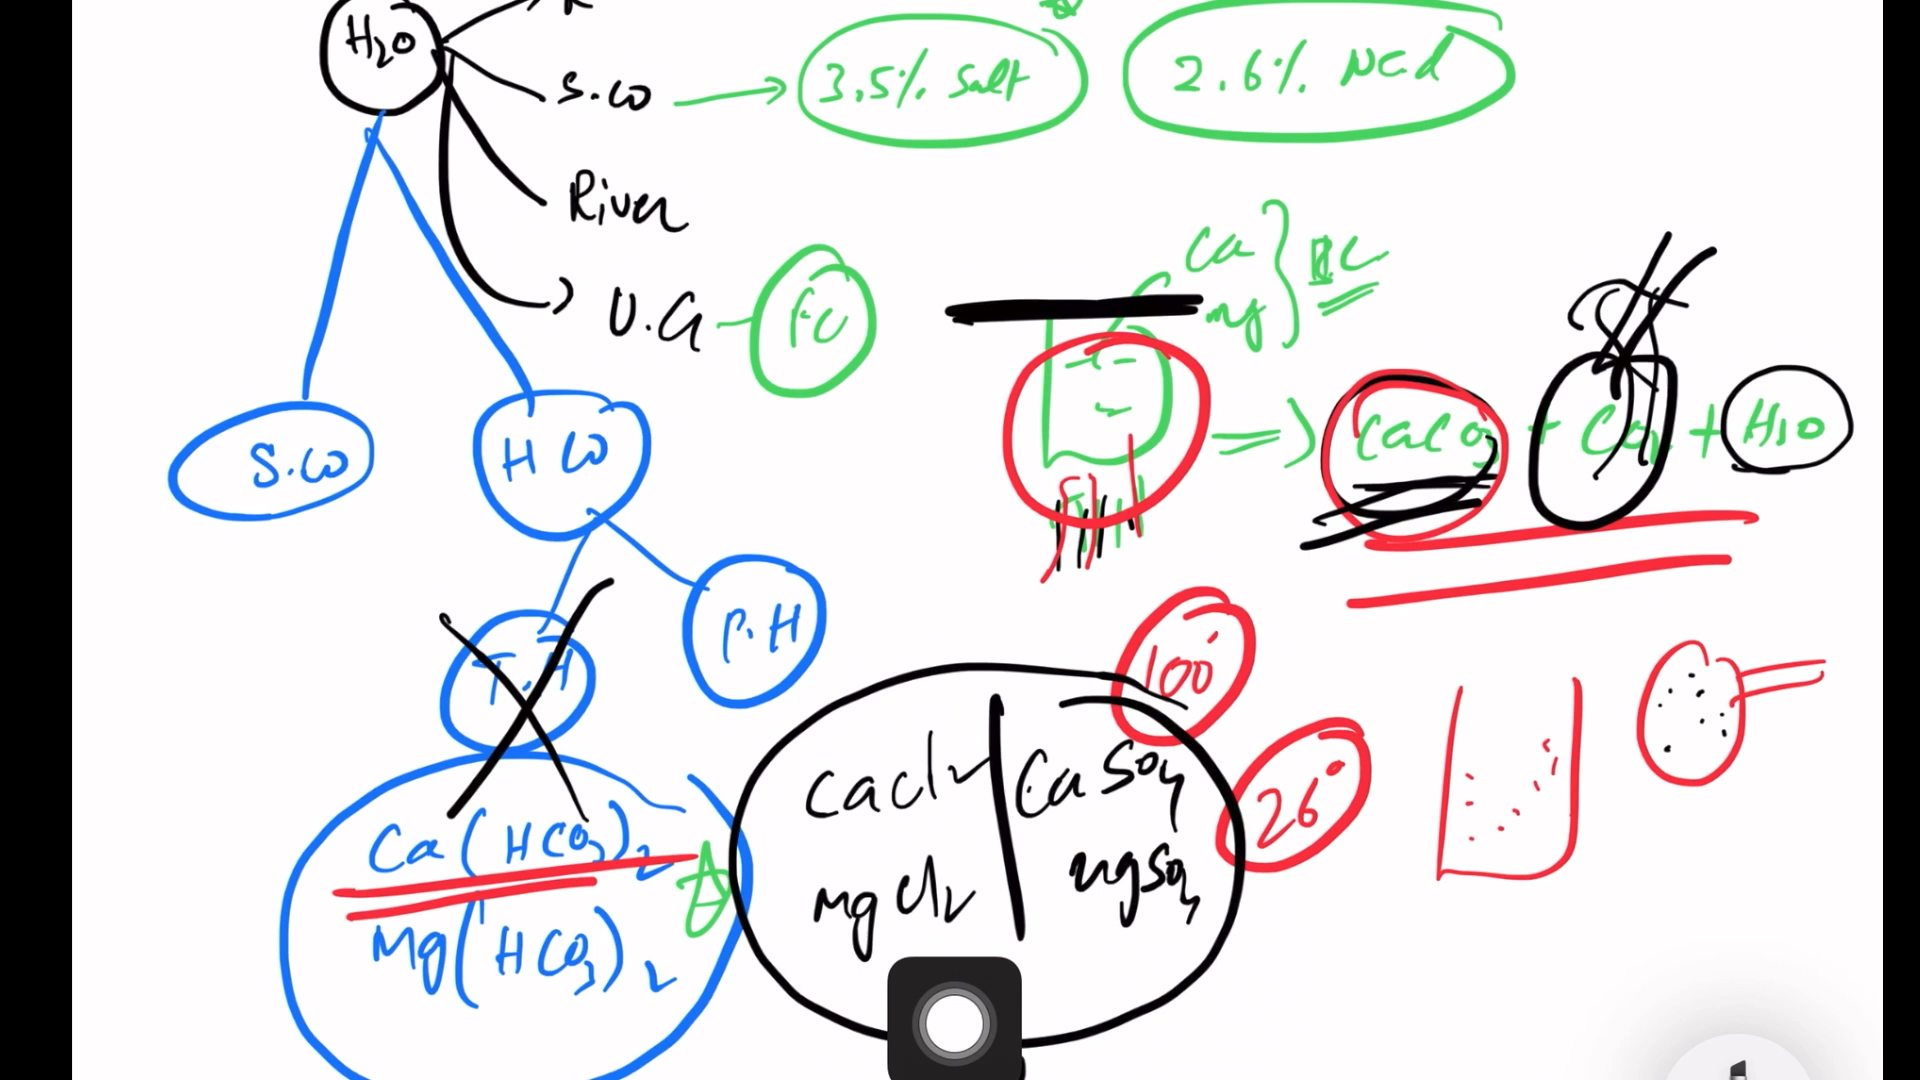 H2O
S.W → 3.5% Salt
2.6% NaCl
River
U.G
Ca
mg
CaCO3 + CO2 + H2O
S.W
HW
T.H
P.H
100°
26°
CaCl2
CaSO4
mgCl2
mgSO4
Ca(HCO3)2
Mg(HCO3)2